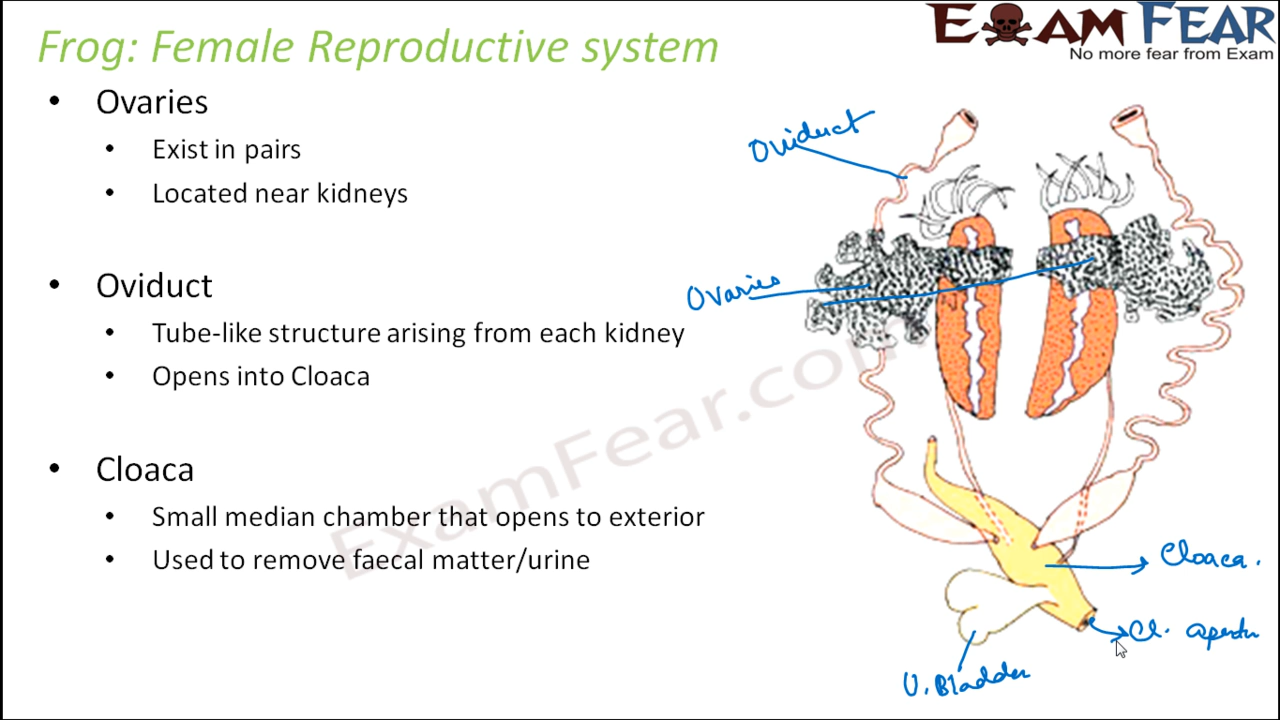 Frog: Female Reproductive system
EXAM FEAR
No more fear from Exam
• Ovaries
• Exist in pairs
• Located near kidneys
• Oviduct
• Tube-like structure arising from each kidney
• Opens into Cloaca
• Cloaca
• Small median chamber that opens to exterior
• Used to remove faecal matter/urine
Oviduct
Ovaries
Cloaca.
Cl.
U. Bladder
ExamFear.com